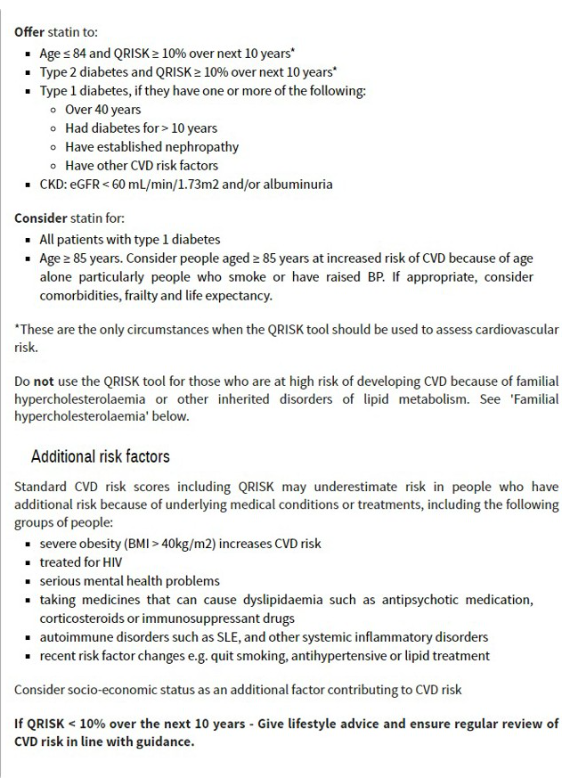 Offer statin to:
▪ Age ≤ 84 and QRISK ≥ 10% over next 10 years*
▪ Type 2 diabetes and QRISK ≥ 10% over next 10 years*
▪ Type 1 diabetes, if they have one or more of the following:
∘ Over 40 years
∘ Had diabetes for > 10 years
∘ Have established nephropathy
∘ Have other CVD risk factors
▪ CKD: eGFR < 60 mL/min/1.73m2 and/or albuminuria
Consider statin for:
▪ All patients with type 1 diabetes
▪ Age ≥ 85 years. Consider people aged ≥ 85 years at increased risk of CVD because of age
alone particularly people who smoke or have raised BP. If appropriate, consider
comorbidities, frailty and life expectancy.
*These are the only circumstances when the QRISK tool should be used to assess cardiovascular
risk.
Do not use the QRISK tool for those who are at high risk of developing CVD because of familial
hypercholesterolaemia or other inherited disorders of lipid metabolism. See 'Familial
hypercholesterolaemia' below.
Additional risk factors
Standard CVD risk scores including QRISK may underestimate risk in people who have
additional risk because of underlying medical conditions or treatments, including the following
groups of people:
▪ severe obesity (BMI > 40kg/m2) increases CVD risk
▪ treated for HIV
▪ serious mental health problems
▪ taking medicines that can cause dyslipidaemia such as antipsychotic medication,
corticosteroids or immunosuppressant drugs
▪ autoimmune disorders such as SLE, and other systemic inflammatory disorders
▪ recent risk factor changes e.g. quit smoking, antihypertensive or lipid treatment
Consider socio-economic status as an additional factor contributing to CVD risk
If QRISK < 10% over the next 10 years - Give lifestyle advice and ensure regular review of
CVD risk in line with guidance.